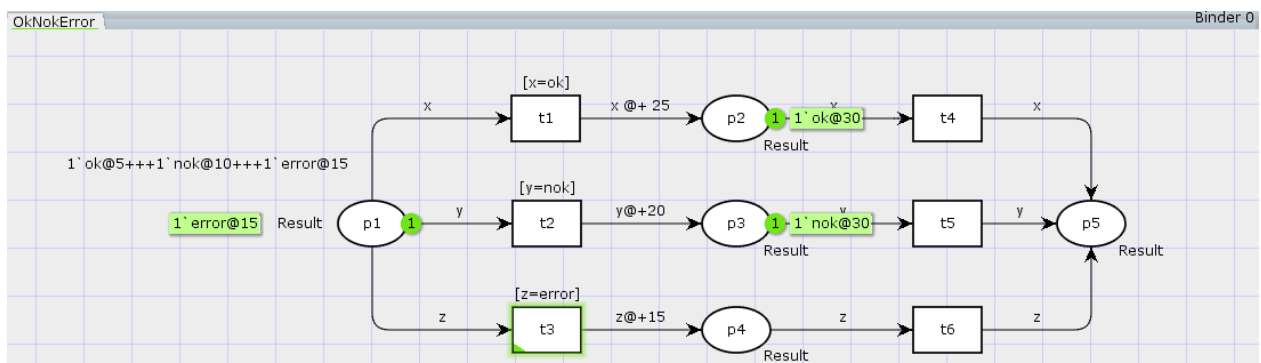 OkNokError
Binder 0
[x=ok]
x
t1
x @+ 25
p2
1
1`ok@30
x
t4
x
Result
1`ok@5+++1`nok@10+++1`error@15
[y=nok]
1`error@15
Result
p1
1
y
t2
y@+20
p3
1
1`nok@30
y
t5
y
p5
Result
Result
[z=error]
z
t3
z@+15
p4
z
t6
z
Result